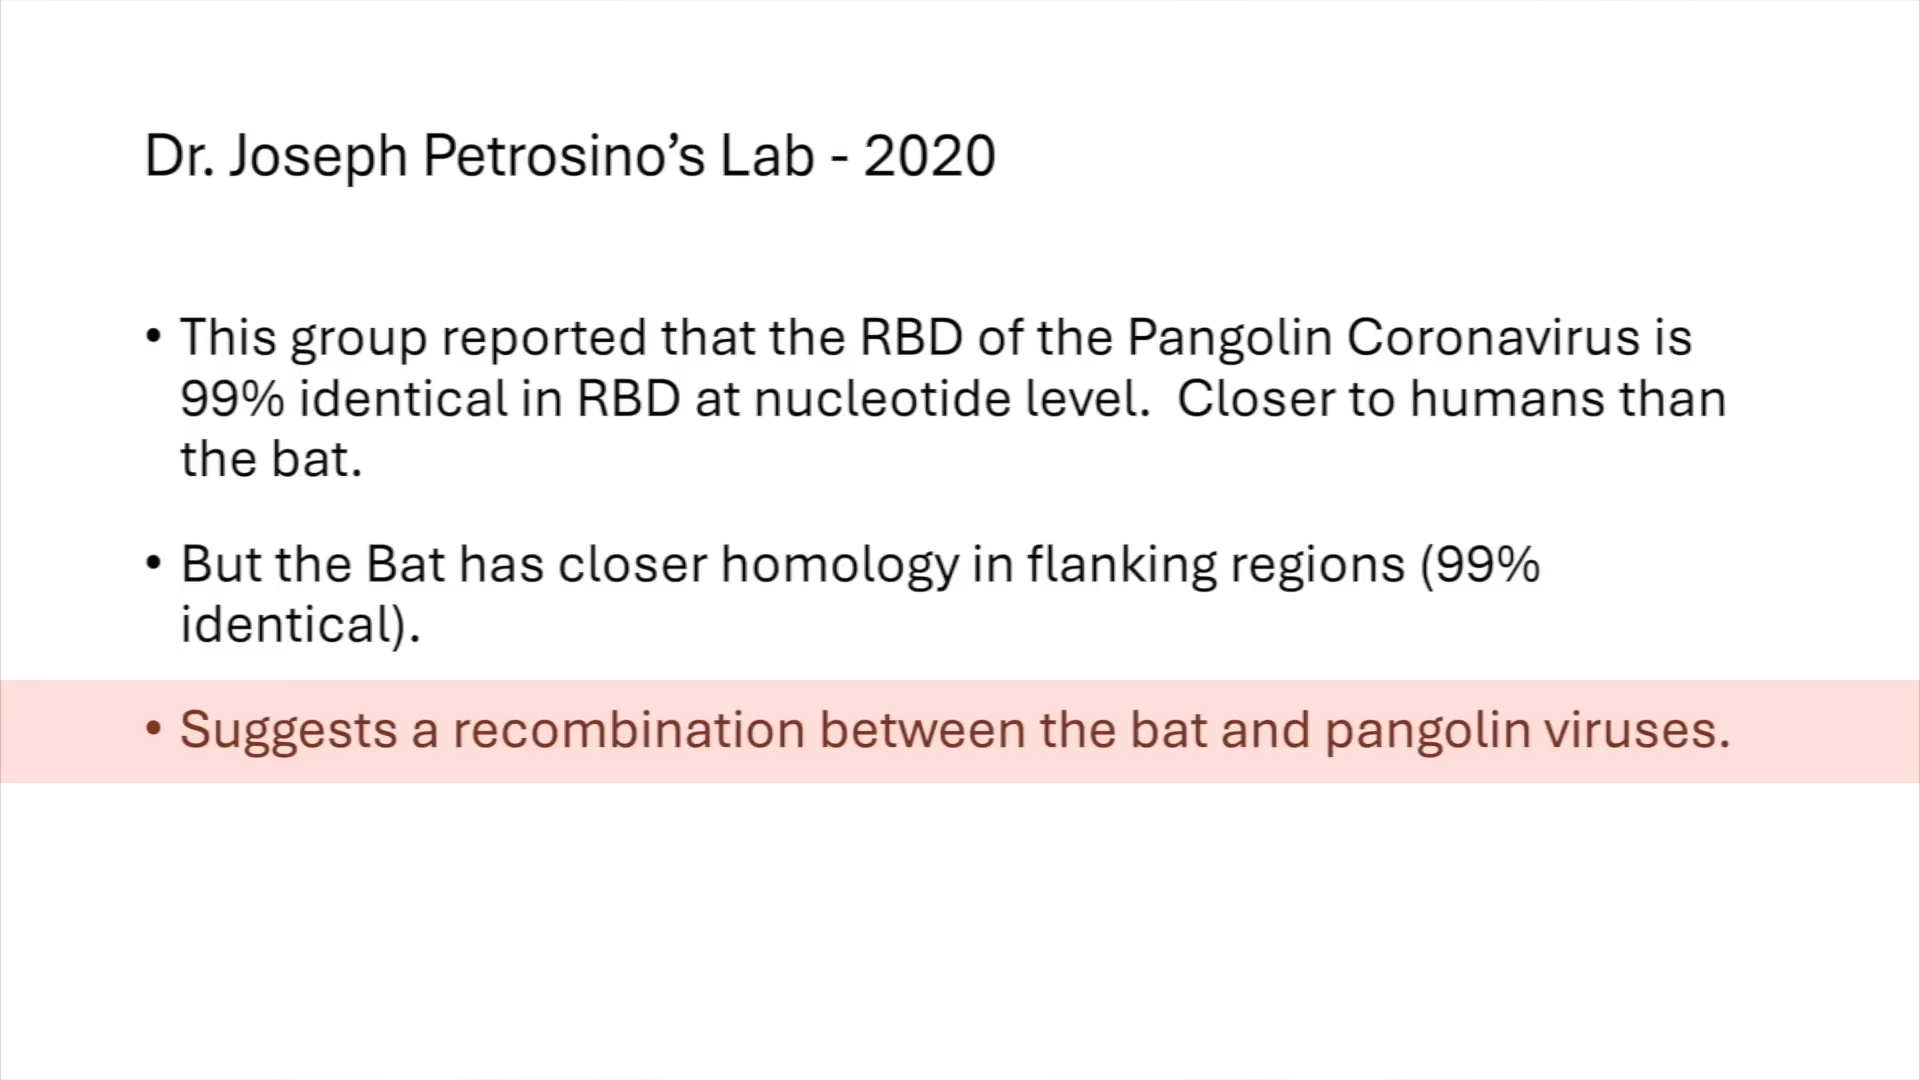 Dr. Joseph Petrosino’s Lab - 2020
• This group reported that the RBD of the Pangolin Coronavirus is
99% identical in RBD at nucleotide level.  Closer to humans than
the bat.
• But the Bat has closer homology in flanking regions (99%
identical).
• Suggests a recombination between the bat and pangolin viruses.